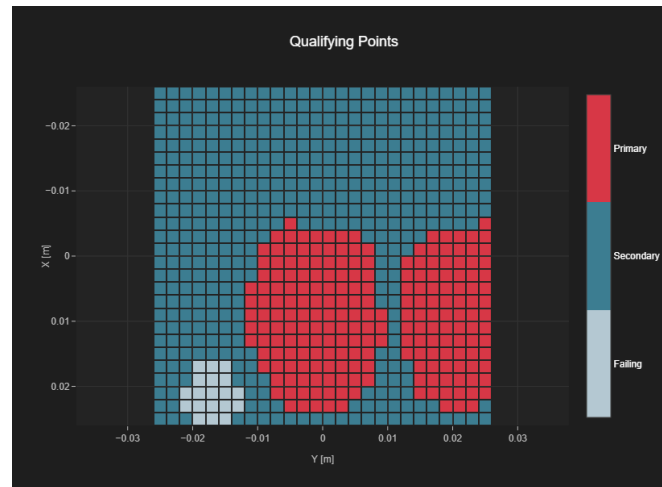 Qualifying Points
−0.02
−0.01
0
0.01
0.02
X [m]
−0.03
−0.02
−0.01
0
0.01
0.02
0.03
Y [m]
Primary
Secondary
Failing